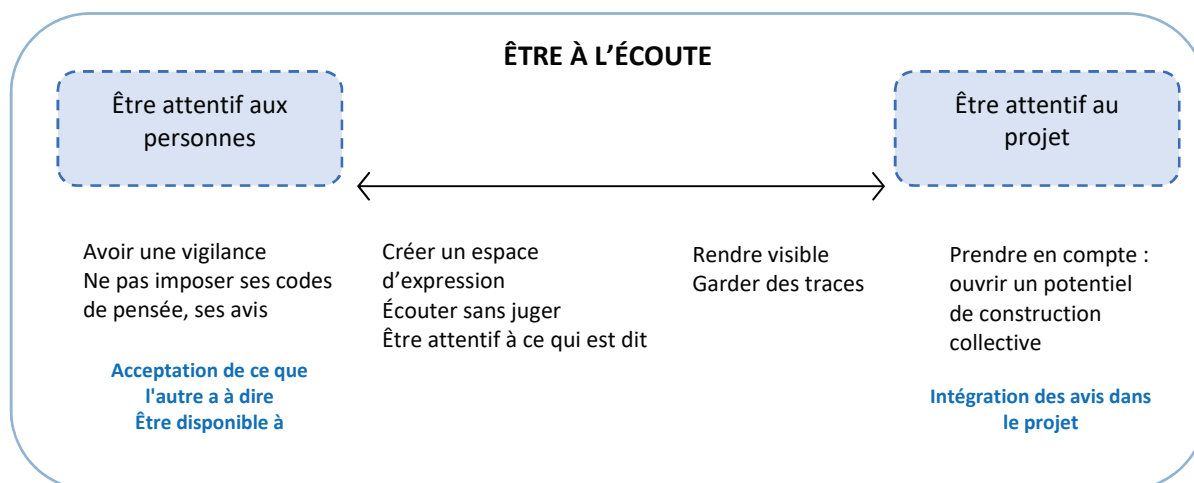 ÊTRE À L’ÉCOUTE
Être attentif aux
personnes
Être attentif au
projet
Avoir une vigilance
Ne pas imposer ses codes
de pensée, ses avis
Acceptation de ce que
l'autre a à dire
Être disponible à
Créer un espace
d’expression
Écouter sans juger
Être attentif à ce qui est dit
Rendre visible
Garder des traces
Prendre en compte :
ouvrir un potentiel
de construction
collective
Intégration des avis dans
le projet